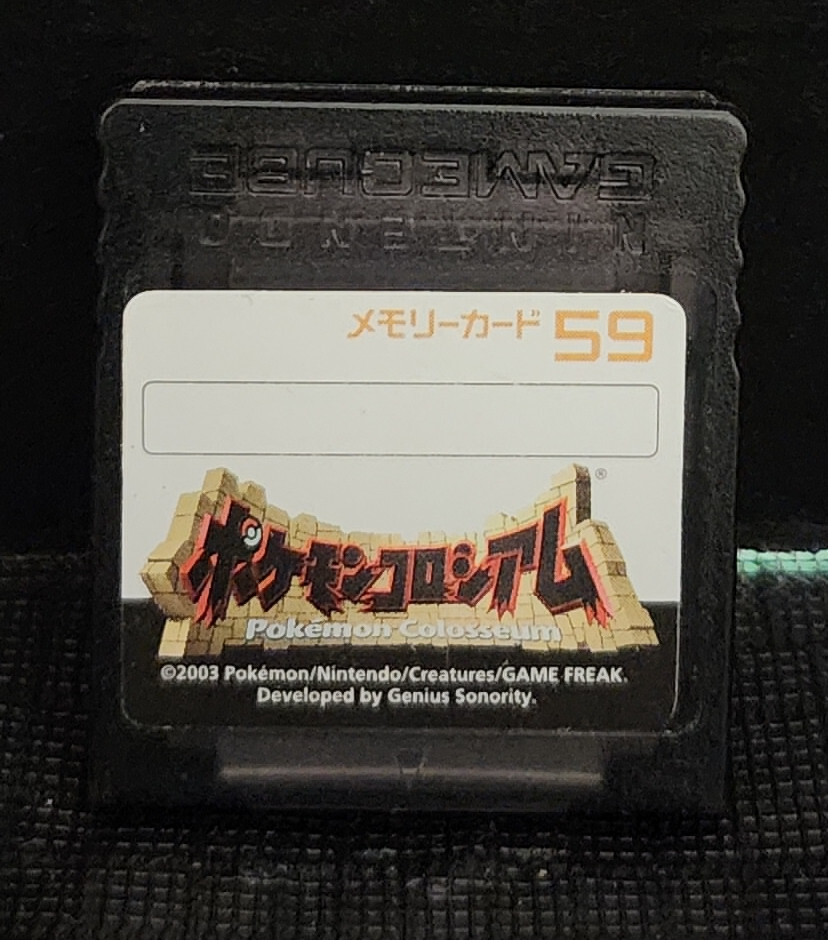 GAMECUBE
NINTENDO
メモリーカード 59
ポケモンコロシアム
®
Pokémon Colosseum
©2003 Pokémon/Nintendo/Creatures/GAME FREAK.
Developed by Genius Sonority.